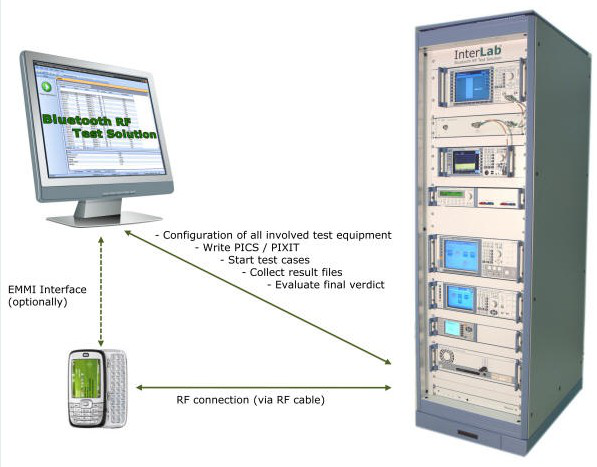 InterLab
Bluetooth RF Test Solution
Bluetooth RF
Test Solution
- Configuration of all involved test equipment
- Write PICS / PIXIT
- Start test cases
- Collect result files
- Evaluate final verdict
EMMI Interface
(optionally)
RF connection (via RF cable)